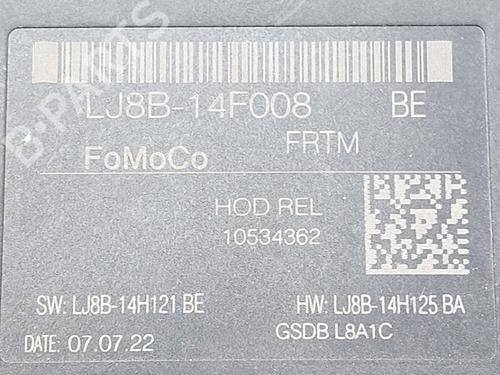 LJ8B-14F008 BE
FoMoCo FRTM
HOD REL
10534362
SW: LJ8B-14H121 BE HW: LJ8B-14H125 BA
GSDB L8A1C
DATE: 07.07.22
B-PARTS